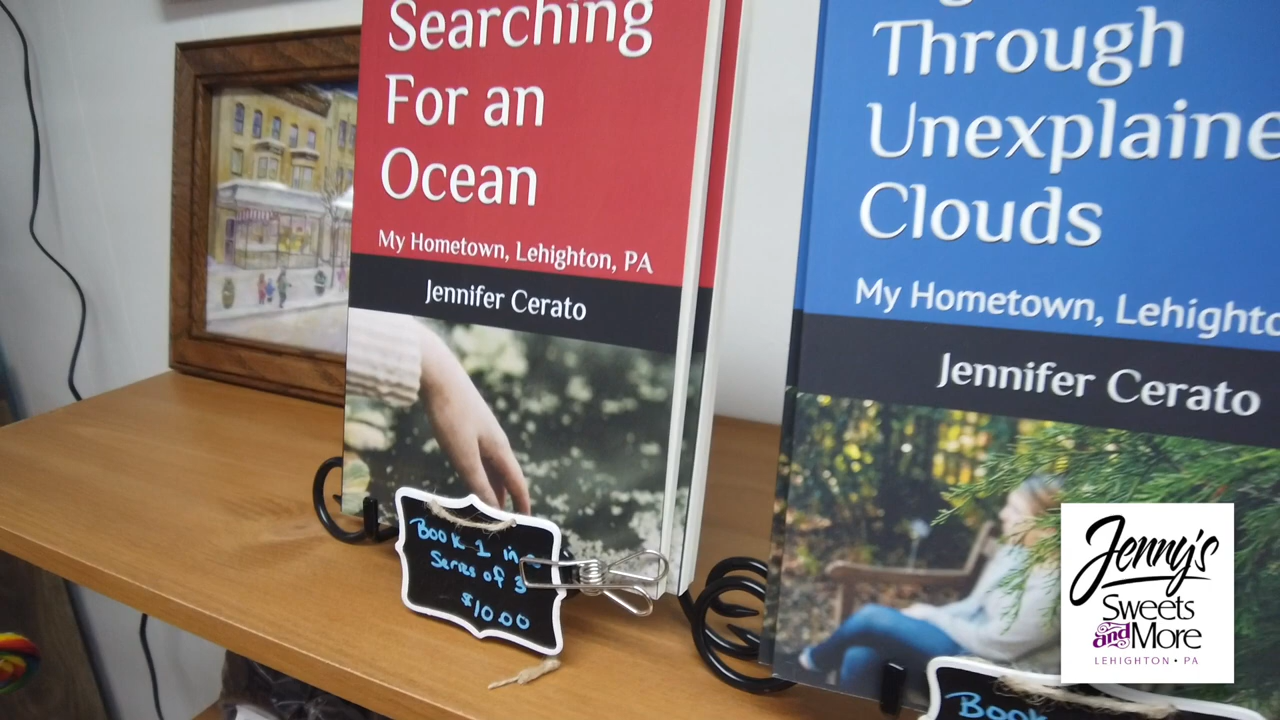 Searching
For an
Ocean
My Hometown, Lehighton, PA
Jennifer Cerato
Book 1 in
Series of 3
$10.00
Through
Unexplaine
Clouds
My Hometown, Lehighto
Jennifer Cerato
Book
Jenny's
Sweets
and More
LEHIGHTON • PA